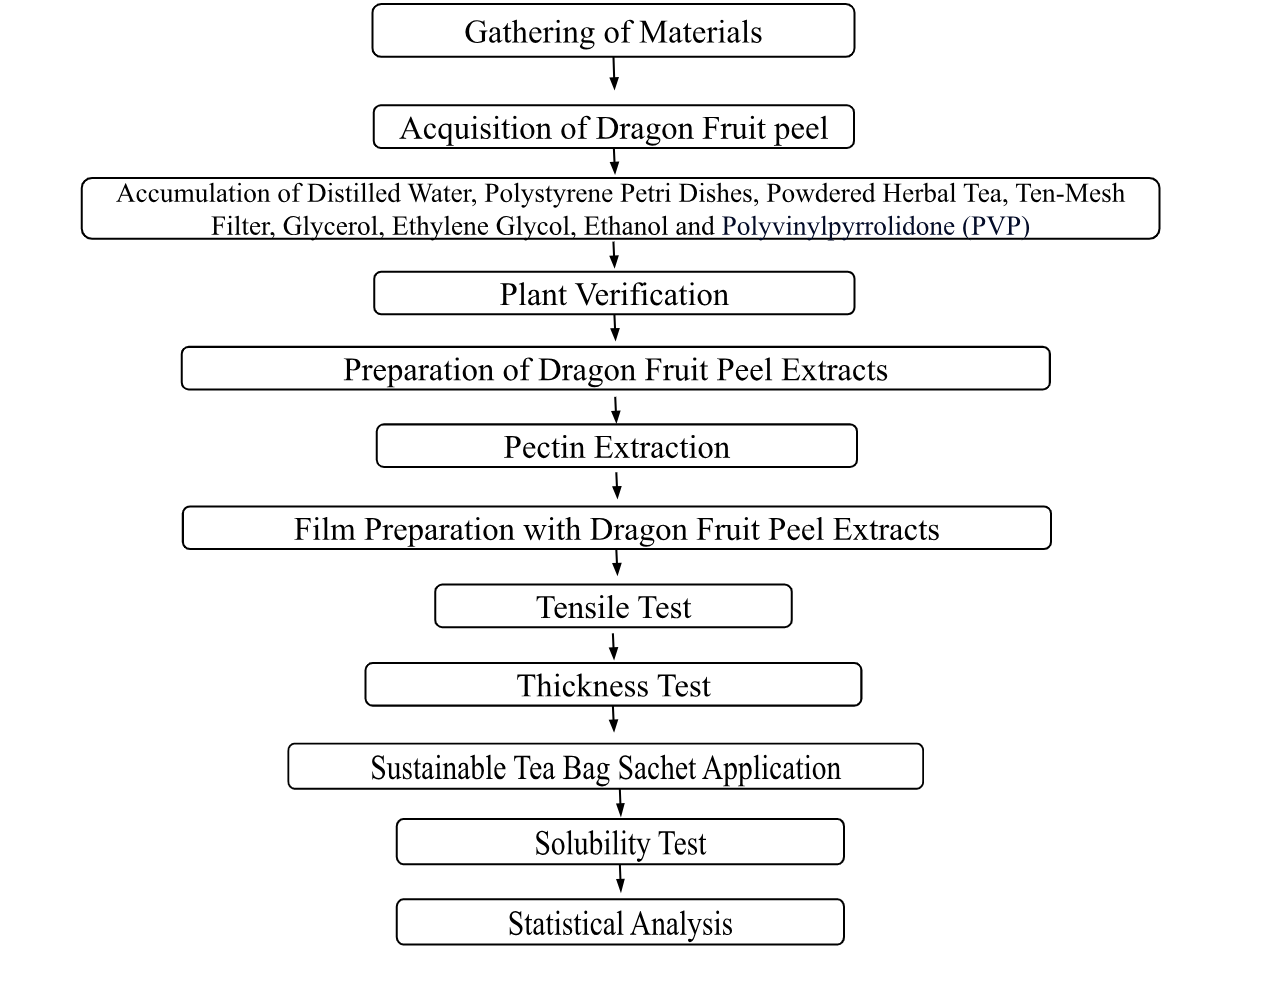 Gathering of Materials
Acquisition of Dragon Fruit peel
Accumulation of Distilled Water, Polystyrene Petri Dishes, Powdered Herbal Tea, Ten-Mesh
Filter, Glycerol, Ethylene Glycol, Ethanol and Polyvinylpyrrolidone (PVP)
Plant Verification
Preparation of Dragon Fruit Peel Extracts
Pectin Extraction
Film Preparation with Dragon Fruit Peel Extracts
Tensile Test
Thickness Test
Sustainable Tea Bag Sachet Application
Solubility Test
Statistical Analysis